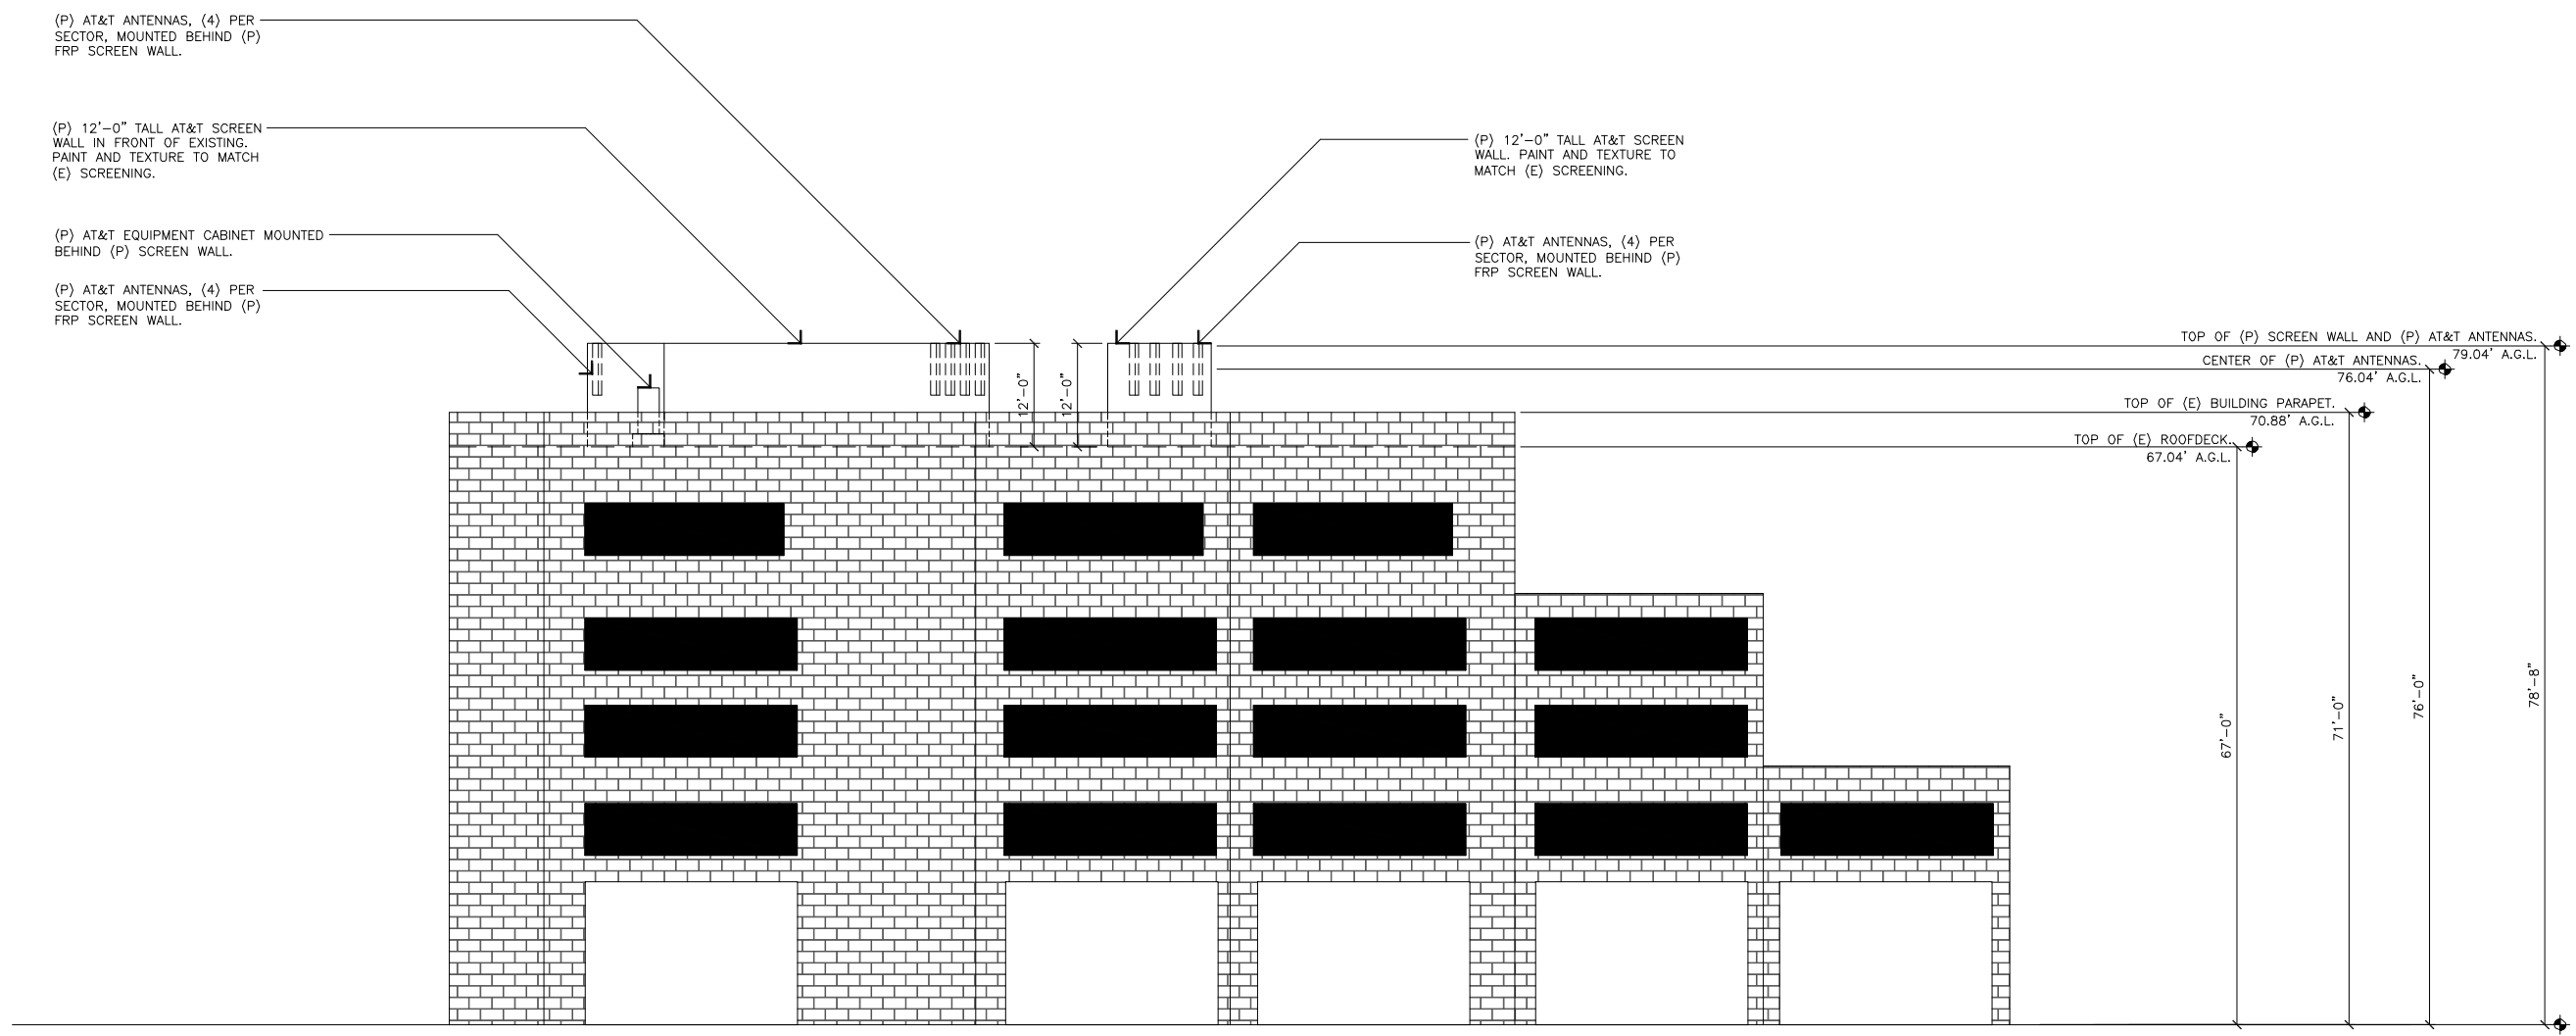 (P) AT&T ANTENNAS, (4) PER
SECTOR, MOUNTED BEHIND (P)
FRP SCREEN WALL.
(P) 12'-0" TALL AT&T SCREEN
WALL IN FRONT OF EXISTING.
PAINT AND TEXTURE TO MATCH
(E) SCREENING.
(P) AT&T EQUIPMENT CABINET MOUNTED
BEHIND (P) SCREEN WALL.
(P) AT&T ANTENNAS, (4) PER
SECTOR, MOUNTED BEHIND (P)
FRP SCREEN WALL.
(P) 12'-0" TALL AT&T SCREEN
WALL. PAINT AND TEXTURE TO
MATCH (E) SCREENING.
(P) AT&T ANTENNAS, (4) PER
SECTOR, MOUNTED BEHIND (P)
FRP SCREEN WALL.
12'-0"
12'-0"
TOP OF (P) SCREEN WALL AND (P) AT&T ANTENNAS.
79.04' A.G.L.
CENTER OF (P) AT&T ANTENNAS.
76.04' A.G.L.
TOP OF (E) BUILDING PARAPET.
70.88' A.G.L.
TOP OF (E) ROOFDECK.
67.04' A.G.L.
67'-0"
71'-0"
76'-0"
78'-8"